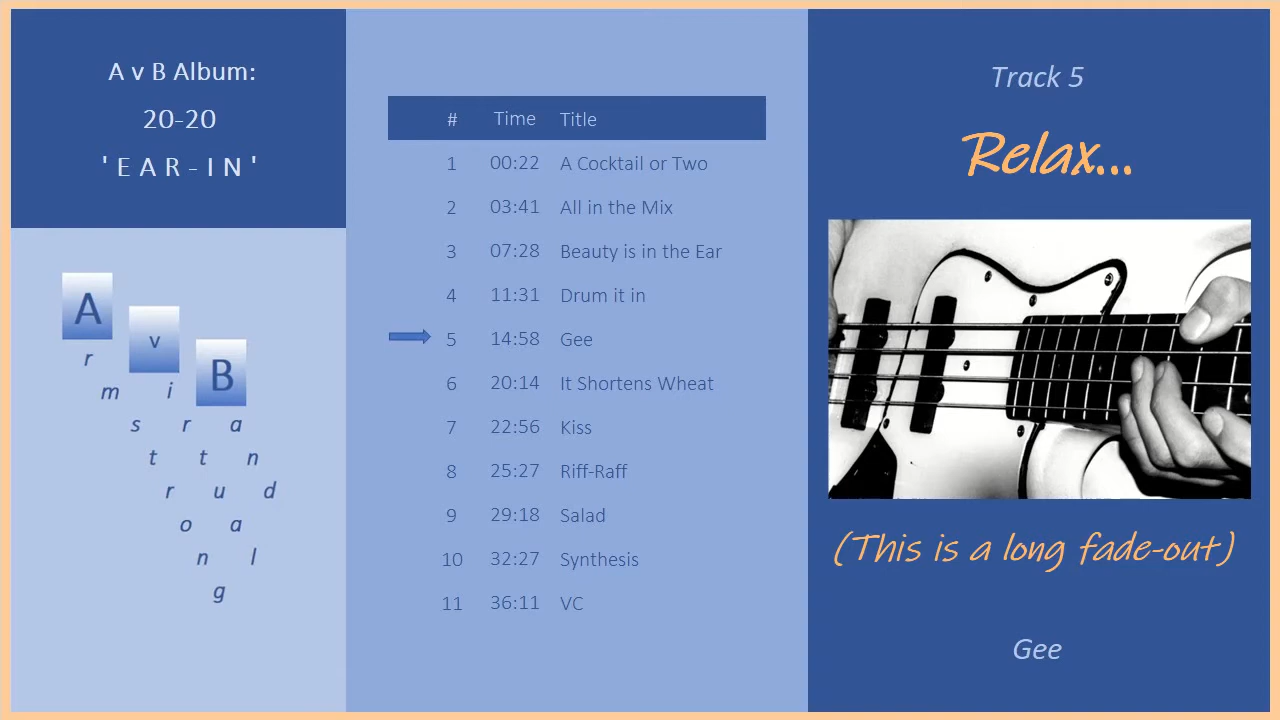 A v B Album:
20-20
' E A R - I N '
A
v
B
r
m i
s r a
t t n
r u d
o a
n l
g
# Time Title
1 00:22 A Cocktail or Two
2 03:41 All in the Mix
3 07:28 Beauty is in the Ear
4 11:31 Drum it in
5 14:58 Gee
6 20:14 It Shortens Wheat
7 22:56 Kiss
8 25:27 Riff-Raff
9 29:18 Salad
10 32:27 Synthesis
11 36:11 VC
Track 5
Relax...
(This is a long fade-out)
Gee